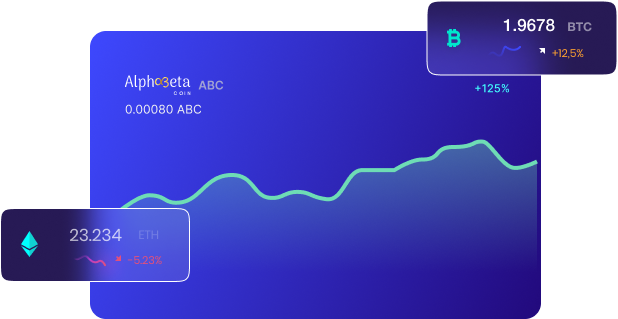 1.9678 BTC
+12,5%
+125%
AlphaBeta ABC
COIN
0.00080 ABC
23.234 ETH
-5.23%